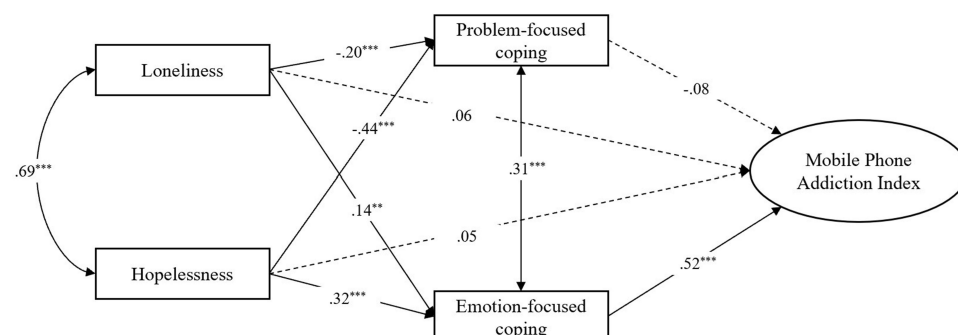 Problem-focused
coping
-.20***
Loneliness
-.08
.06
-.44***
Mobile Phone
Addiction Index
.69***
.31***
.14**
.05
Hopelessness
.52***
.32***
Emotion-focused
coping